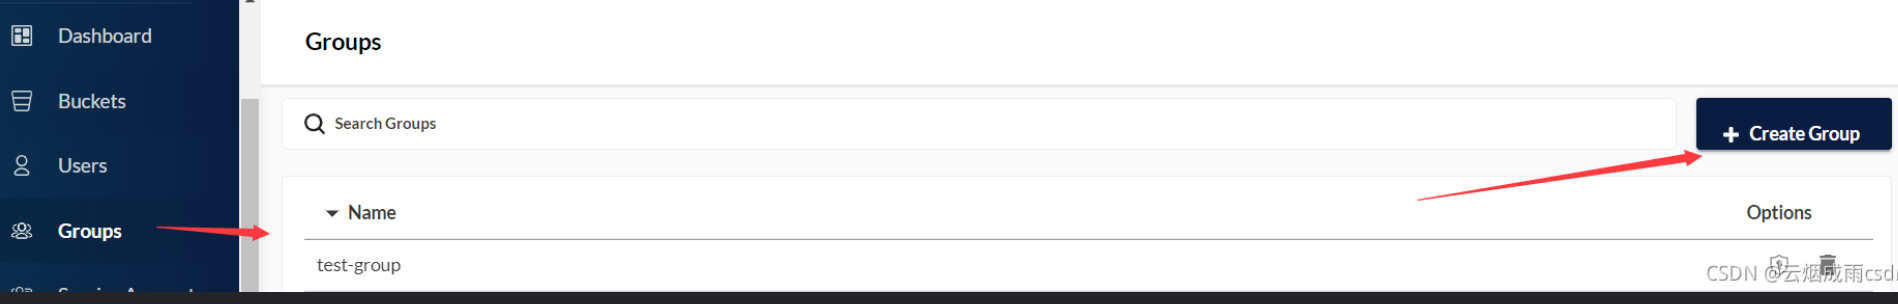 Dashboard
Buckets
Users
Groups
Groups
Search Groups
Create Group
Name
Options
test-group
CSDN @云烟成雨csdn